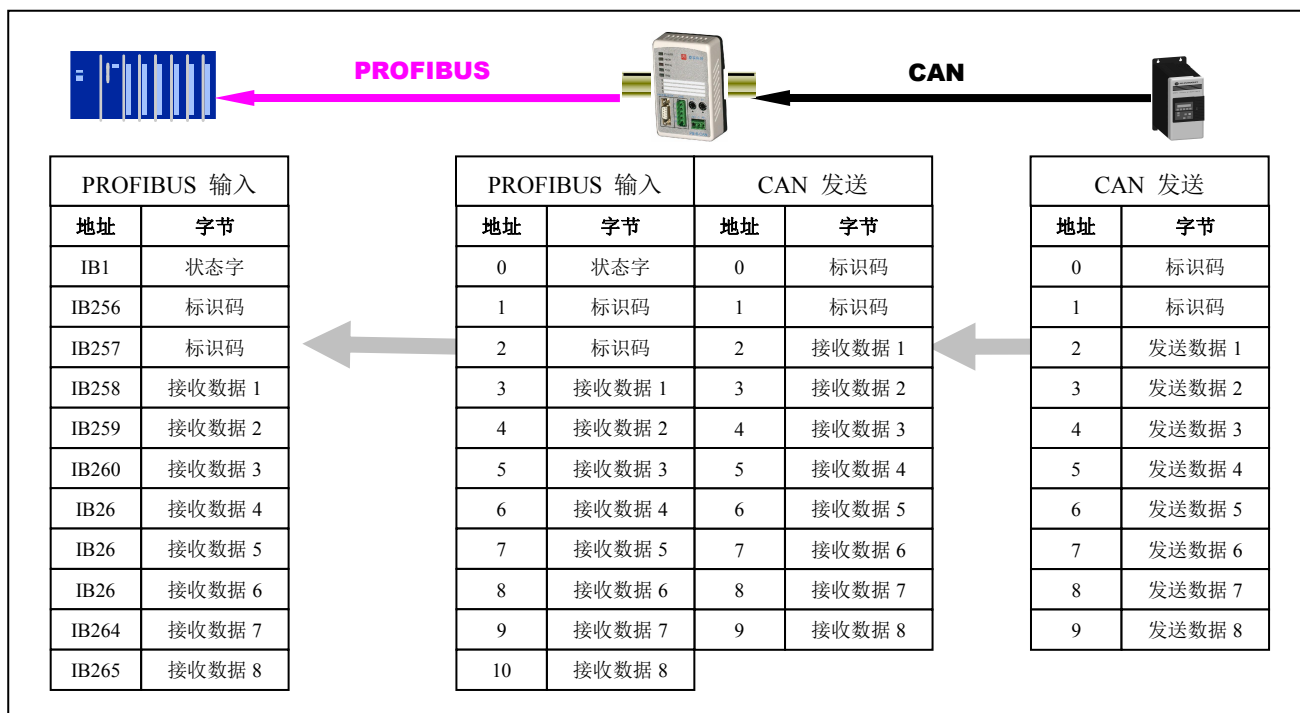 PROFIBUS
CAN
PROFIBUS 输入
地址 字节
IB1 状态字
IB256 标识码
IB257 标识码
IB258 接收数据 1
IB259 接收数据 2
IB260 接收数据 3
IB26 接收数据 4
IB26 接收数据 5
IB26 接收数据 6
IB264 接收数据 7
IB265 接收数据 8
PROFIBUS 输入 CAN 发送
地址 字节 地址 字节
0 状态字 0 标识码
1 标识码 1 标识码
2 标识码 2 接收数据 1
3 接收数据 1 3 接收数据 2
4 接收数据 2 4 接收数据 3
5 接收数据 3 5 接收数据 4
6 接收数据 4 6 接收数据 5
7 接收数据 5 7 接收数据 6
8 接收数据 6 8 接收数据 7
9 接收数据 7 9 接收数据 8
10 接收数据 8
CAN 发送
地址 字节
0 标识码
1 标识码
2 发送数据 1
3 发送数据 2
4 发送数据 3
5 发送数据 4
6 发送数据 5
7 发送数据 6
8 发送数据 7
9 发送数据 8